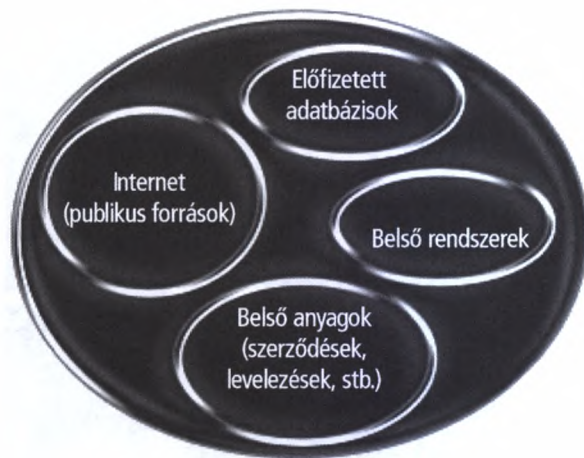 Előfizetett
adatbázisok
Internet
(publikus források)
Belső rendszerek
Belső anyagok
(szerződések,
levelezések, stb.)